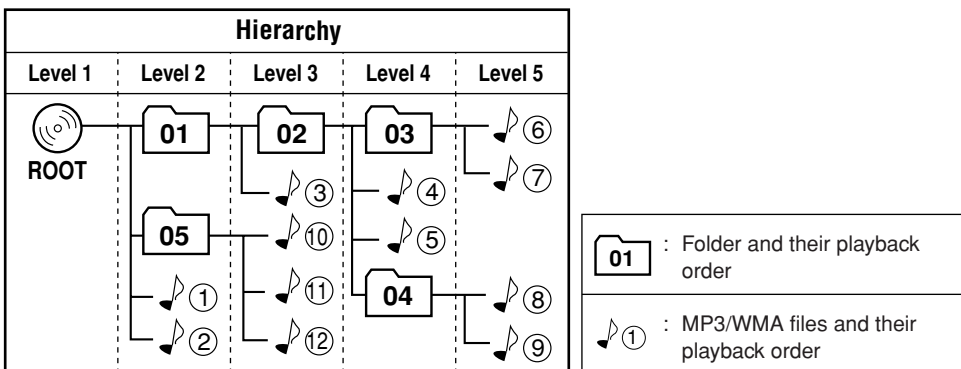 Hierarchy
Level 1 Level 2 Level 3 Level 4 Level 5
01 02 03 ⑥
ROOT ③ ④ ⑦
05 ⑩ ⑤
① ⑪ 04 ⑧
② ⑫ ⑨
01 : Folder and their playback
order
① : MP3/WMA files and their
playback order